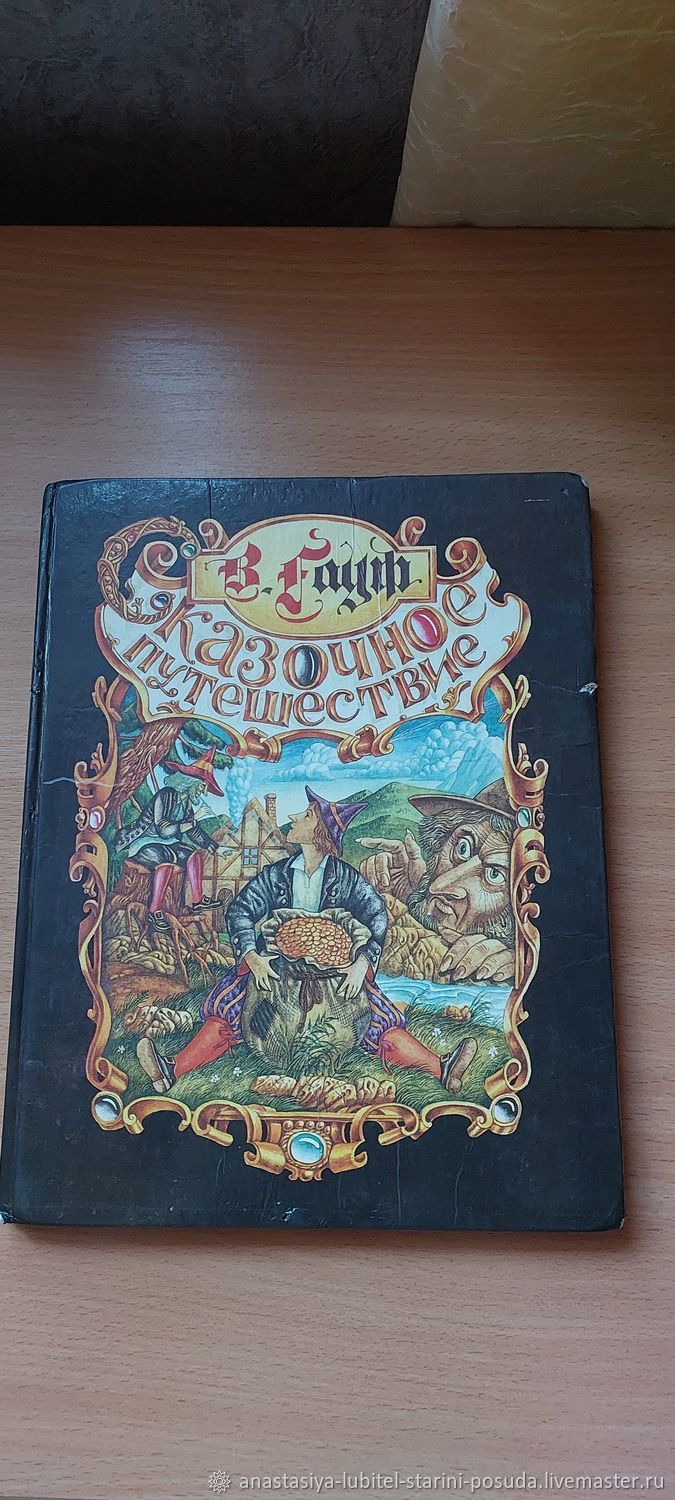 В. Гауф
Сказочное
путешествие
anastasiya-lubitel-starini-posuda.livemaster.ru